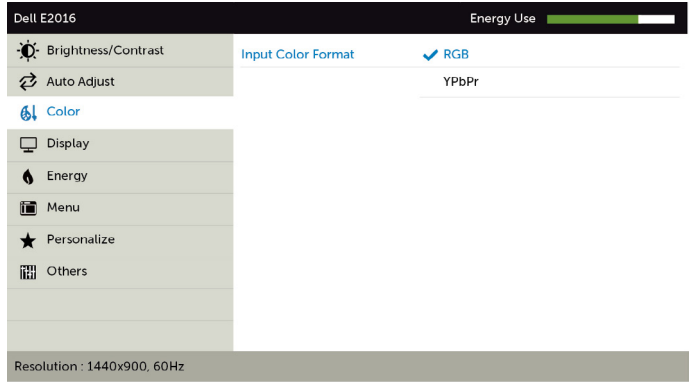 Dell E2016
Energy Use
Brightness/Contrast
Input Color Format
RGB
Auto Adjust
YPbPr
Color
Display
Energy
Menu
Personalize
Others
Resolution : 1440x900, 60Hz